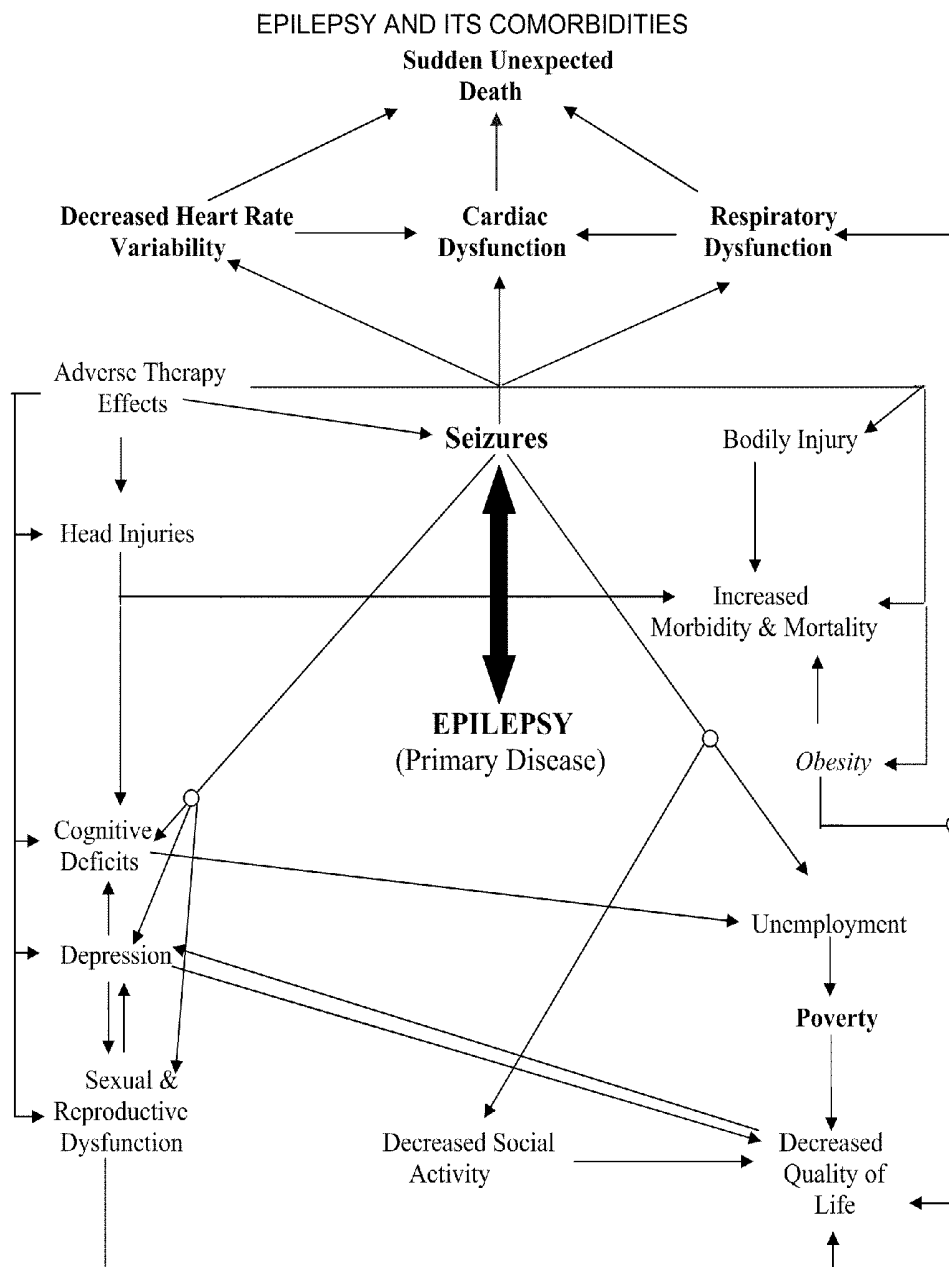 EPILEPSY AND ITS COMORBIDITIES
Sudden Unexpected
Death
Decreased Heart Rate
Variability
Cardiac
Dysfunction
Respiratory
Dysfunction
Adverse Therapy
Effects
Seizures
Bodily Injury
Head Injuries
Increased
Morbidity & Mortality
EPILEPSY
(Primary Disease)
Obesity
Cognitive
Deficits
Unemployment
Depression
Poverty
Sexual &
Reproductive
Dysfunction
Decreased Social
Activity
Decreased
Quality of
Life